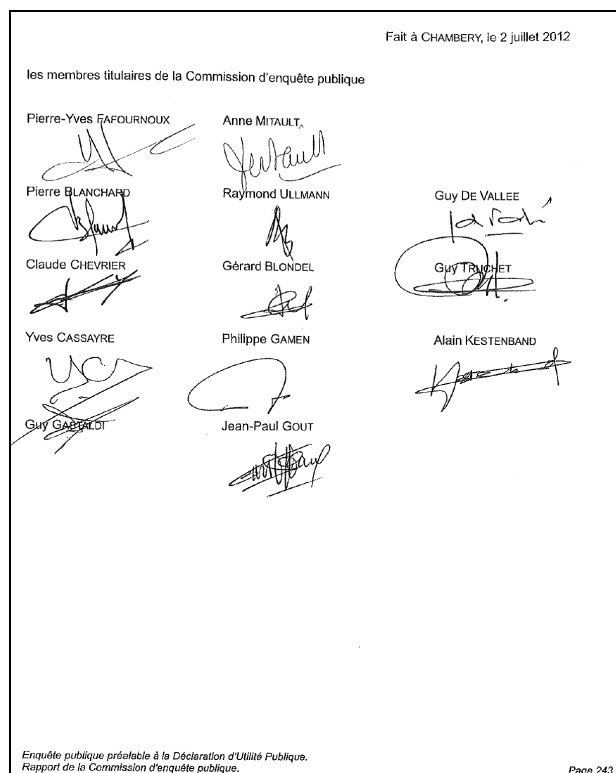 Fait à CHAMBERY, le 2 juillet 2012
les membres titulaires de la Commission d'enquête publique
Pierre-Yves FAFOURNOUX Anne MITAULT
Pierre BLANCHARD Raymond ULLMANN Guy DE VALLEE
Claude CHEVRIER Gérard BLONDEL Guy TRUCHET
Yves CASSAYRE Philippe GAMEN Alain KESTENBAND
Guy GASTALDI Jean-Paul GOUT
Enquête publique préalable à la Déclaration d'Utilité Publique.
Rapport de la Commission d'enquête publique. Page 243